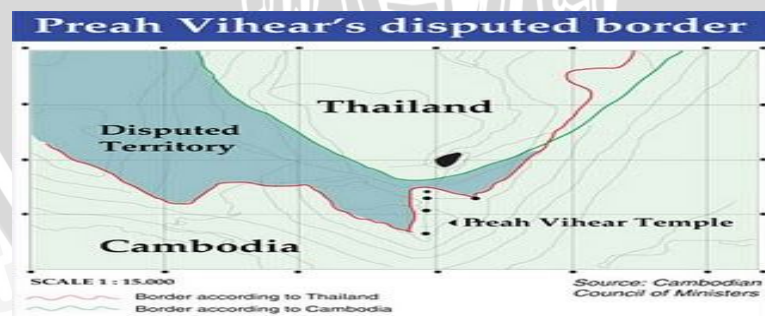 Preah Vihear's disputed border
Thailand
Disputed
Territory
Preah Vihear Temple
Cambodia
SCALE 1 : 15.000
Border according to Thailand
Border according to Cambodia
Source: Cambodian
Council of Ministers